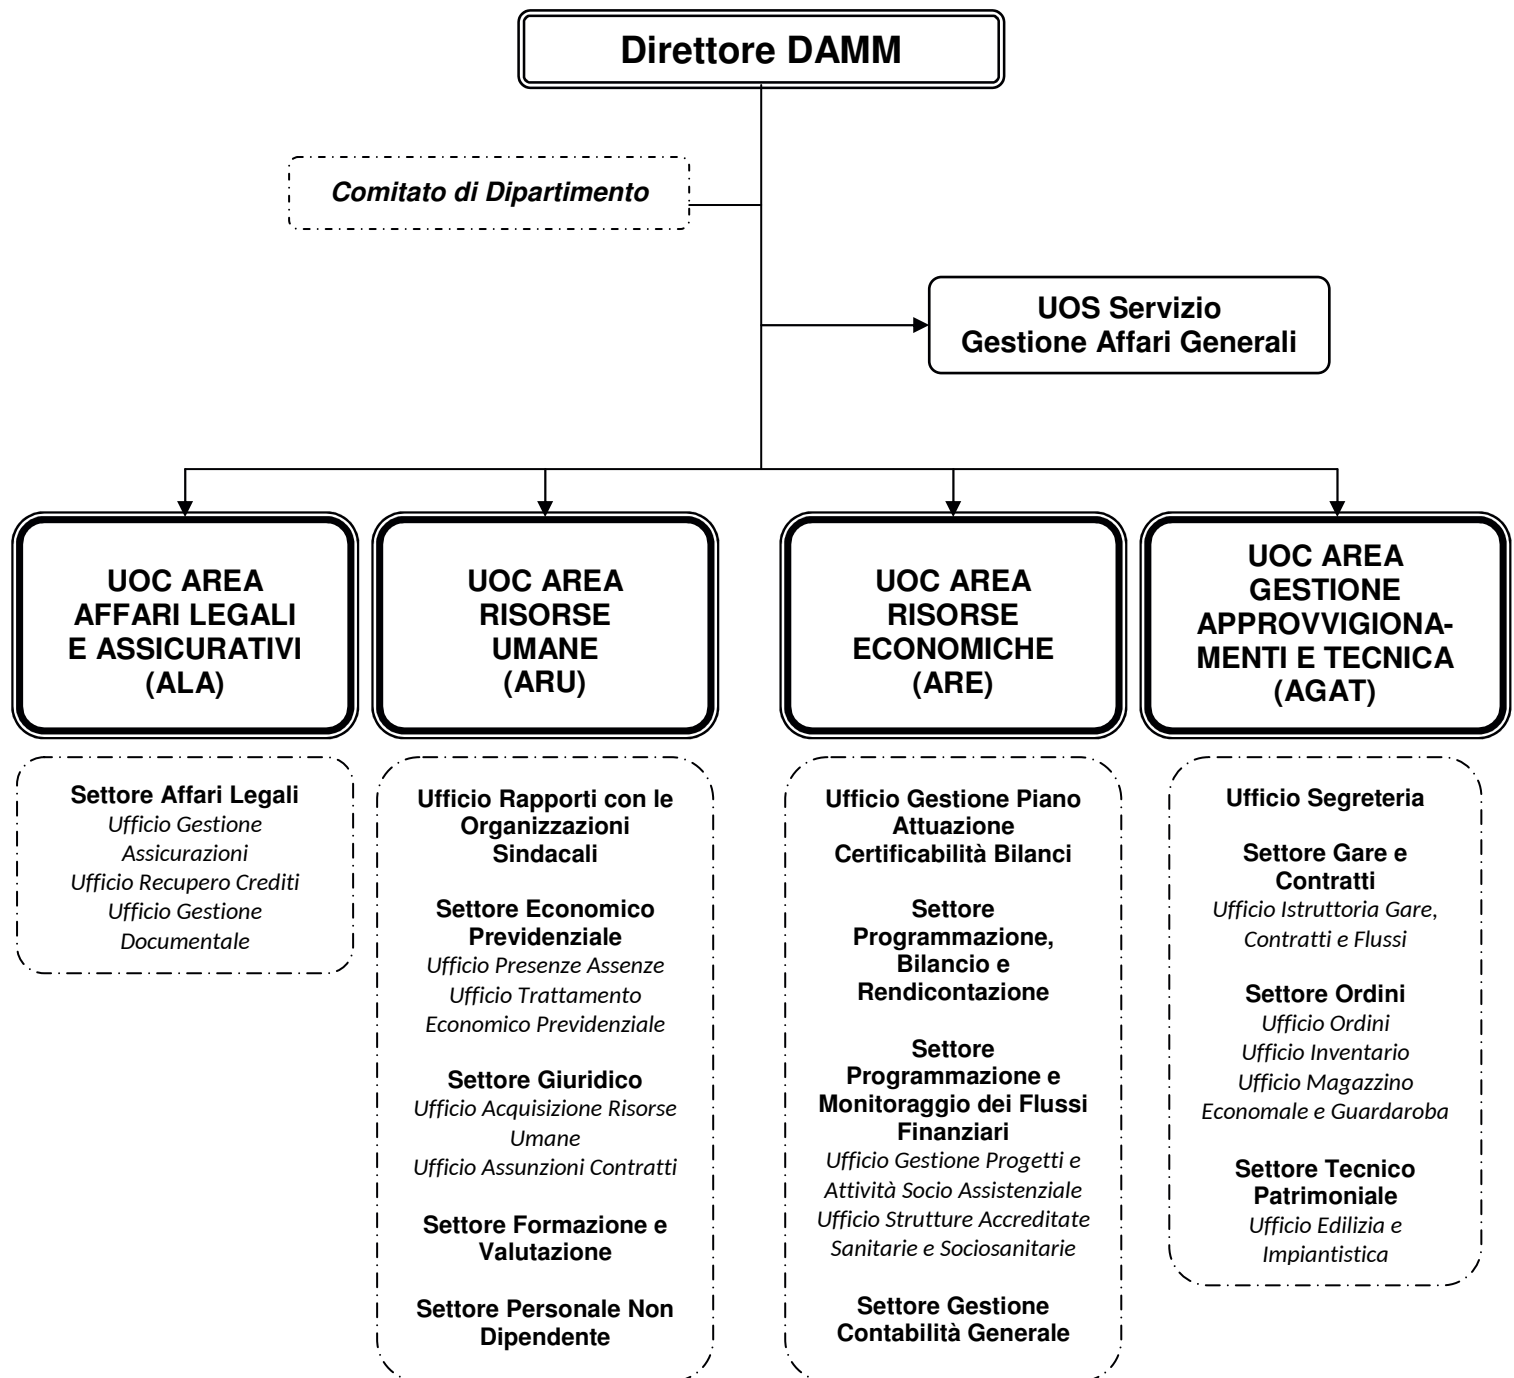 Direttore DAMM
Comitato di Dipartimento
UOS Servizio
Gestione Affari Generali
UOC AREA
AFFARI LEGALI
E ASSICURATIVI
(ALA)
UOC AREA
RISORSE
UMANE
(ARU)
UOC AREA
RISORSE
ECONOMICHE
(ARE)
UOC AREA
GESTIONE
APPROVVIGIONA-
MENTI E TECNICA
(AGAT)
Settore Affari Legali
Ufficio Gestione
Assicurazioni
Ufficio Recupero Crediti
Ufficio Gestione
Documentale
Ufficio Rapporti con le
Organizzazioni
Sindacali
Settore Economico
Previdenziale
Ufficio Presenze Assenze
Ufficio Trattamento
Economico Previdenziale
Settore Giuridico
Ufficio Acquisizione Risorse
Umane
Ufficio Assunzioni Contratti
Settore Formazione e
Valutazione
Settore Personale Non
Dipendente
Ufficio Gestione Piano
Attuazione
Certificabilità Bilanci
Settore
Programmazione,
Bilancio e
Rendicontazione
Settore
Programmazione e
Monitoraggio dei Flussi
Finanziari
Ufficio Gestione Progetti e
Attività Socio Assistenziale
Ufficio Strutture Accreditate
Sanitarie e Sociosanitarie
Settore Gestione
Contabilità Generale
Ufficio Segreteria
Settore Gare e
Contratti
Ufficio Istruttoria Gare,
Contratti e Flussi
Settore Ordini
Ufficio Ordini
Ufficio Inventario
Ufficio Magazzino
Economale e Guardaroba
Settore Tecnico
Patrimoniale
Ufficio Edilizia e
Impiantistica